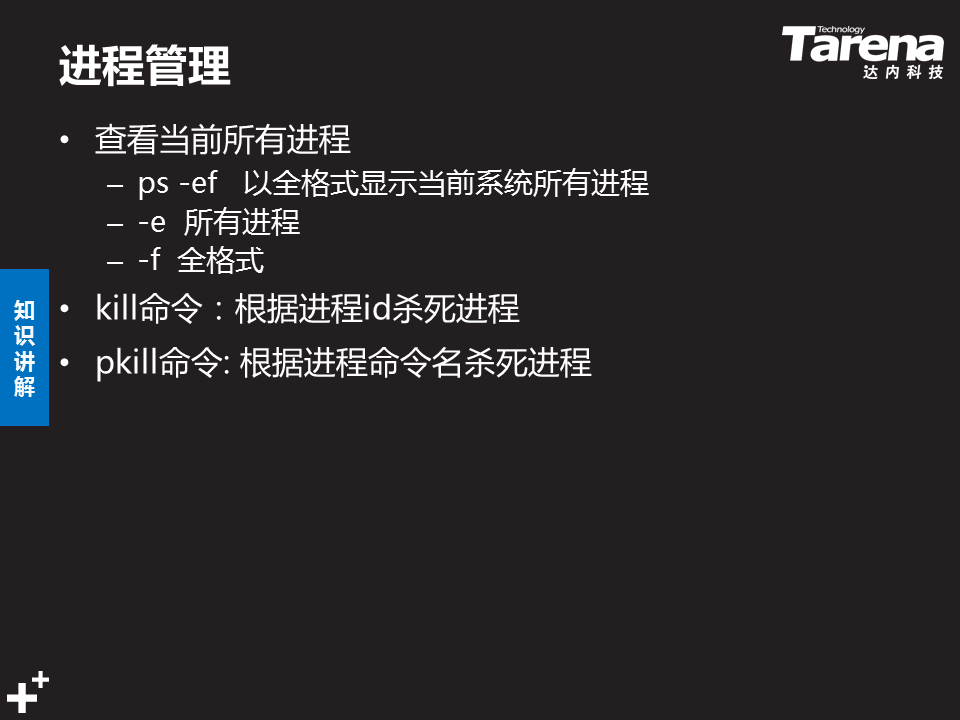 进程管理
Technology
Tarena
达内科技
• 查看当前所有进程
– ps -ef 以全格式显示当前系统所有进程
– -e 所有进程
– -f 全格式
• kill命令：根据进程id杀死进程
• pkill命令: 根据进程命令名杀死进程
知
识
讲
解